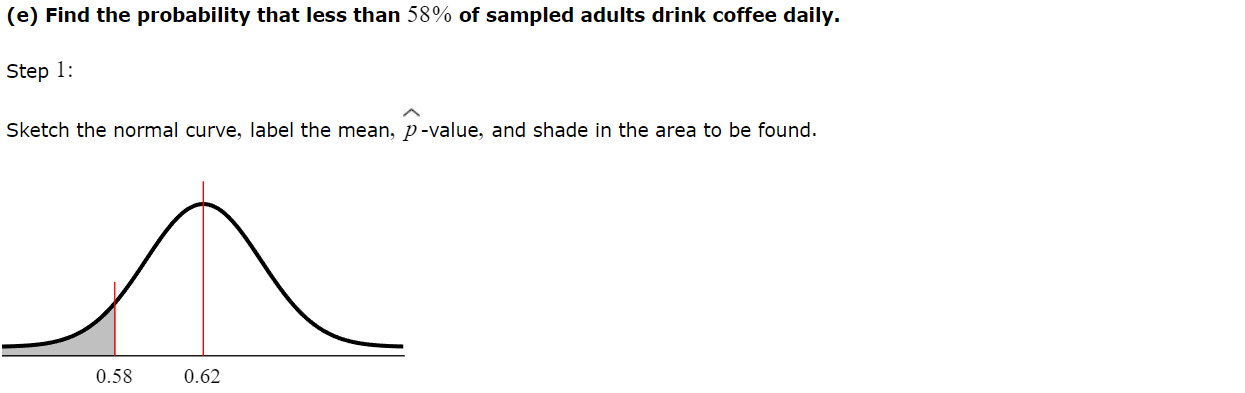 (e) Find the probability that less than 58% of sampled adults drink coffee daily.
Step 1:
Sketch the normal curve, label the mean, p̂-value, and shade in the area to be found.
0.58 0.62